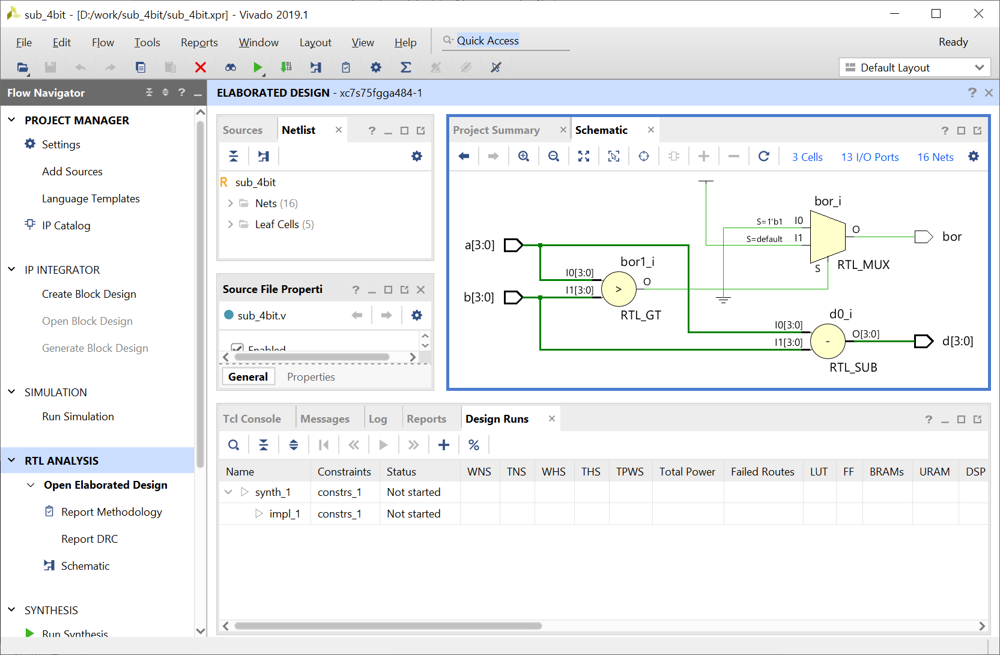 sub_4bit - [D:/work/sub_4bit/sub_4bit.xpr] - Vivado 2019.1
File Edit Flow Tools Reports Window Layout View Help Quick Access Ready
Default Layout
Flow Navigator
ELABORATED DESIGN - xc7s75fgga484-1
PROJECT MANAGER
Settings
Add Sources
Language Templates
IP Catalog
IP INTEGRATOR
Create Block Design
Open Block Design
Generate Block Design
SIMULATION
Run Simulation
RTL ANALYSIS
Open Elaborated Design
Report Methodology
Report DRC
Schematic
SYNTHESIS
Run Synthesis
Sources Netlist
R sub_4bit
Nets (16)
Leaf Cells (5)
Source File Properti
sub_4bit.v
Enabled
General Properties
Project Summary Schematic
3 Cells 13 I/O Ports 16 Nets
bor_i
S=1'b1 I0
S=default I1
O
bor
S
RTL_MUX
a[3:0]
bor1_i
I0[3:0]
I1[3:0]
>
O
RTL_GT
b[3:0]
d0_i
I0[3:0]
I1[3:0]
-
O[3:0]
d[3:0]
RTL_SUB
Tcl Console Messages Log Reports Design Runs
Name Constraints Status WNS TNS WHS THS TPWS Total Power Failed Routes LUT FF BRAMs URAM DSP
synth_1 constrs_1 Not started
impl_1 constrs_1 Not started